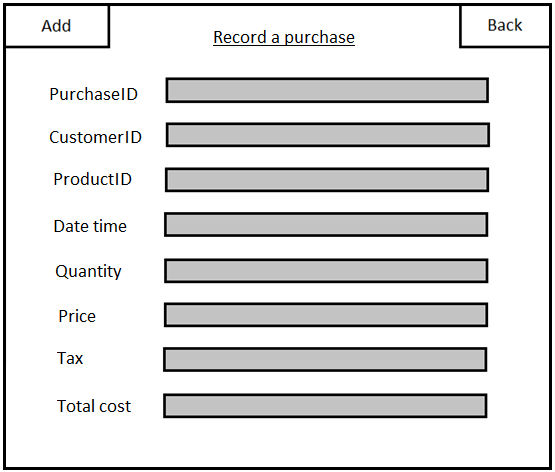 Add
Record a purchase
Back
PurchaseID
CustomerID
ProductID
Date time
Quantity
Price
Tax
Total cost